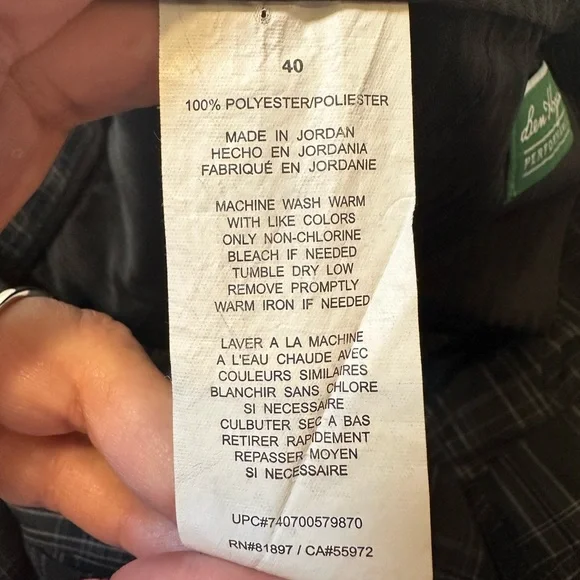 40
100% POLYESTER/POLIESTER
MADE IN JORDAN
HECHO EN JORDANIA
FABRIQUÉ EN JORDANIE
MACHINE WASH WARM
WITH LIKE COLORS
ONLY NON-CHLORINE
BLEACH IF NEEDED
TUMBLE DRY LOW
REMOVE PROMPTLY
WARM IRON IF NEEDED
LAVER A LA MACHINE
A L'EAU CHAUDE AVEC
COULEURS SIMILAIRES
BLANCHIR SANS CHLORE
SI NECESSAIRE
CULBUTER SEC A BAS
RETIRER RAPIDEMENT
REPASSER MOYEN
SI NECESSAIRE
UPC#740700579870
RN#81897 / CA#55972